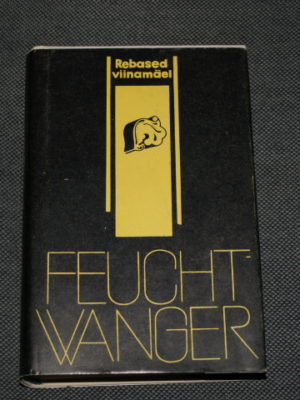 Rebased
viinamäel
FEUCHT-
WANGER